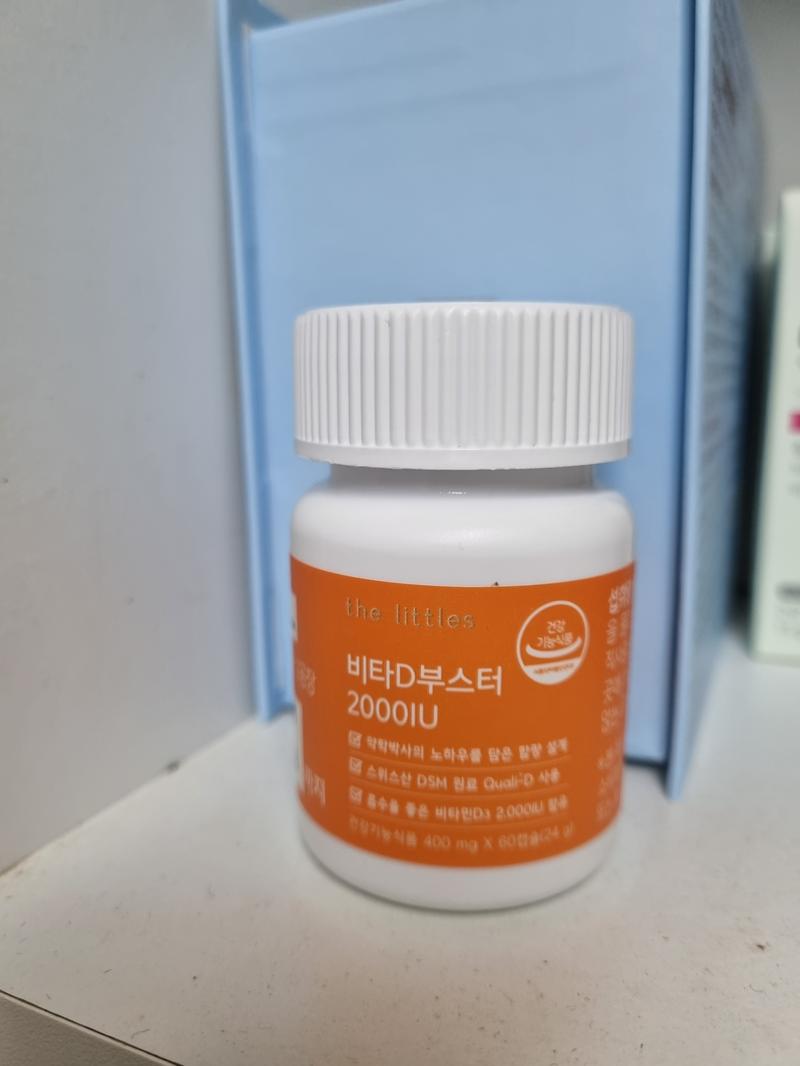 the littles
건강
기능식품
비타D부스터
2000IU
약학박사의 노하우를 담은 함량 설계
스위스산 DSM 원료 Quali-D 사용
흡수율 좋은 비타민D3 2,000IU 함유
건강기능식품 400 mg X 60캡슐(24 g)
까지